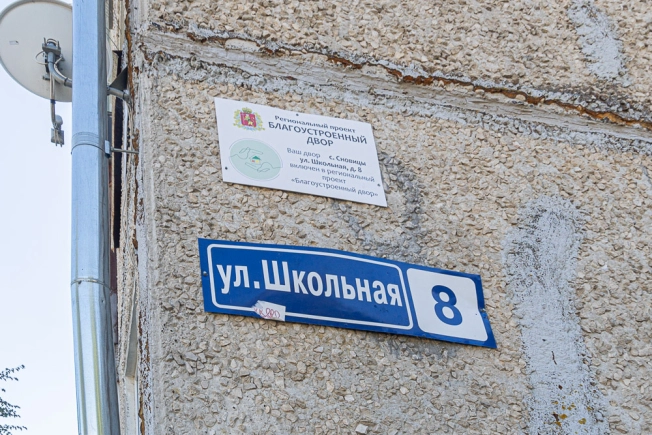 Региональный проект
БЛАГОУСТРОЕННЫЙ
ДВОР
Ваш двор с. Сновицы
ул. Школьная, д. 8
включен в региональный
проект
«Благоустроенный двор»
ул.Школьная 8